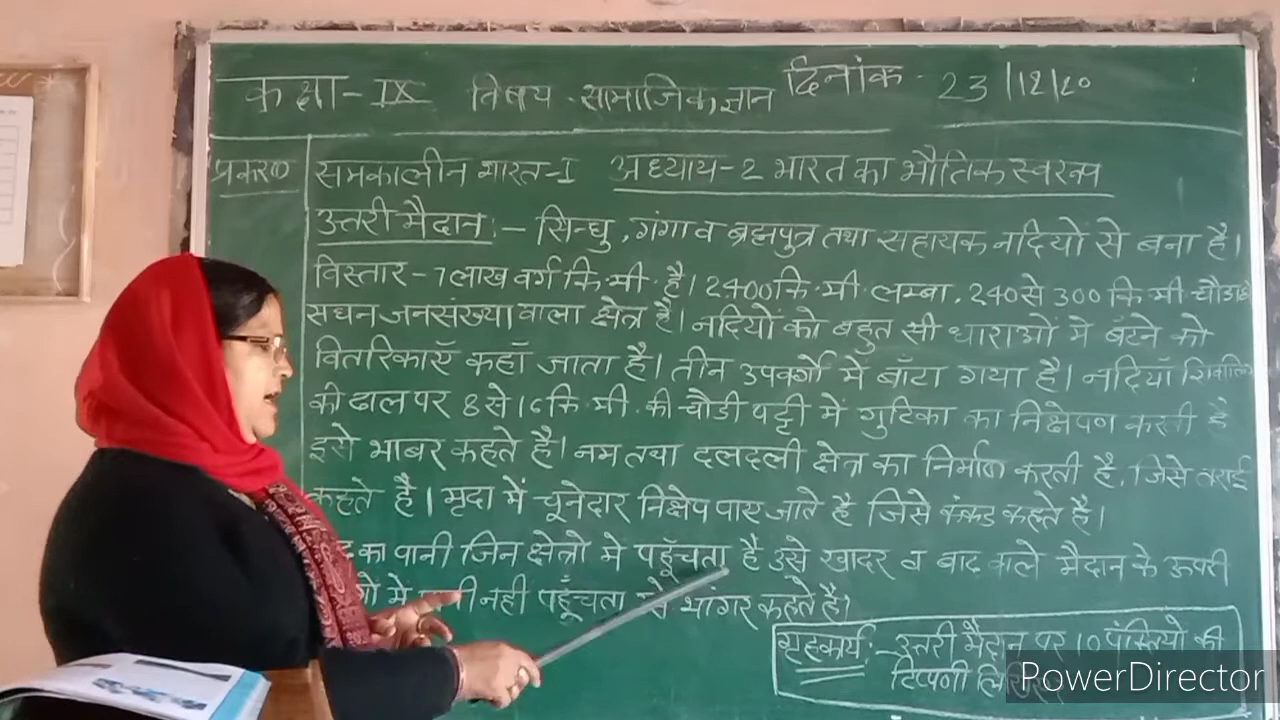 कक्षा-IX विषय - सामाजिक ज्ञान दिनांक - 23/12/20
प्रकरण समकालीन भारत-I अध्याय-2 भारत का भौतिक स्वरूप
उत्तरी मैदान :- सिन्धु, गंगा व ब्रह्मपुत्र तथा सहायक नदियों से बना है।
विस्तार - 7 लाख वर्ग कि.मी. है। 2400 कि.मी. लम्बा, 240 से 300 कि.मी. चौडा
सघन जनसंख्या वाला क्षेत्र है। नदियों को बहुत सी धाराओं मे बँटने को
वितरिकाएँ कहाँ जाता है। तीन उपवर्गो में बाँटा गया है। नदियाँ
की ढाल पर 8 से 16 कि.मी. की चौडी पट्टी में गुटिका का निक्षेपण करती है
इसे भाबर कहते है। नम तथा दलदली क्षेत्र का निर्माण करती है, जिसे तराई
कहते है। मृदा में चूनेदार निक्षेप पाए जाते है जिसे कंकड कहते है।
का पानी जिन क्षेत्रो मे पहुँचता है उसे खादर व बाढ़ वाले मैदान के ऊपरी
में नही पहुँचता भांगर कहते है।
गृहकार्य :- उत्तरी मैदान पर 10 पंक्तियो की
टिप्पणी
PowerDirector